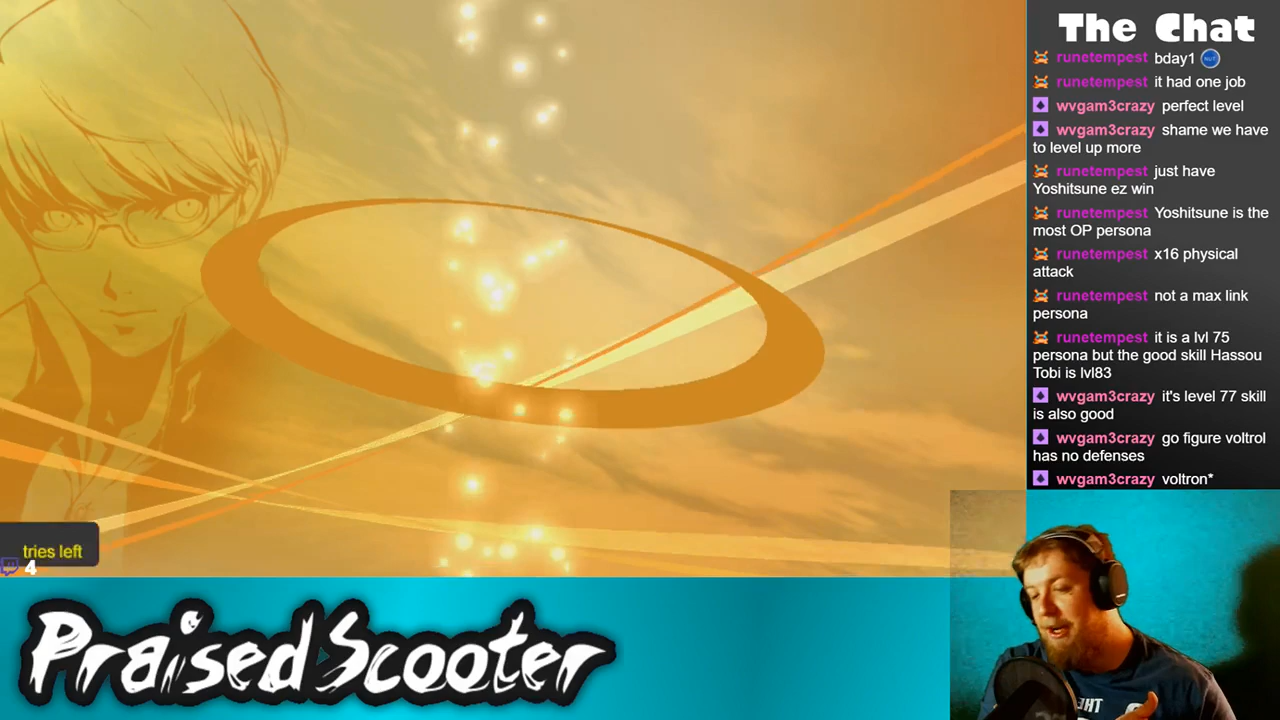 The Chat
runetempest bday1 NUT
runetempest it had one job
wvgam3crazy perfect level
wvgam3crazy shame we have
to level up more
runetempest just have
Yoshitsune ez win
runetempest Yoshitsune is the
most OP persona
runetempest x16 physical
attack
runetempest not a max link
persona
runetempest it is a lvl 75
persona but the good skill Hassou
Tobi is lvl83
wvgam3crazy it's level 77 skill
is also good
wvgam3crazy go figure voltrol
has no defenses
wvgam3crazy voltron*
tries left
4
PraisedScooter
THE